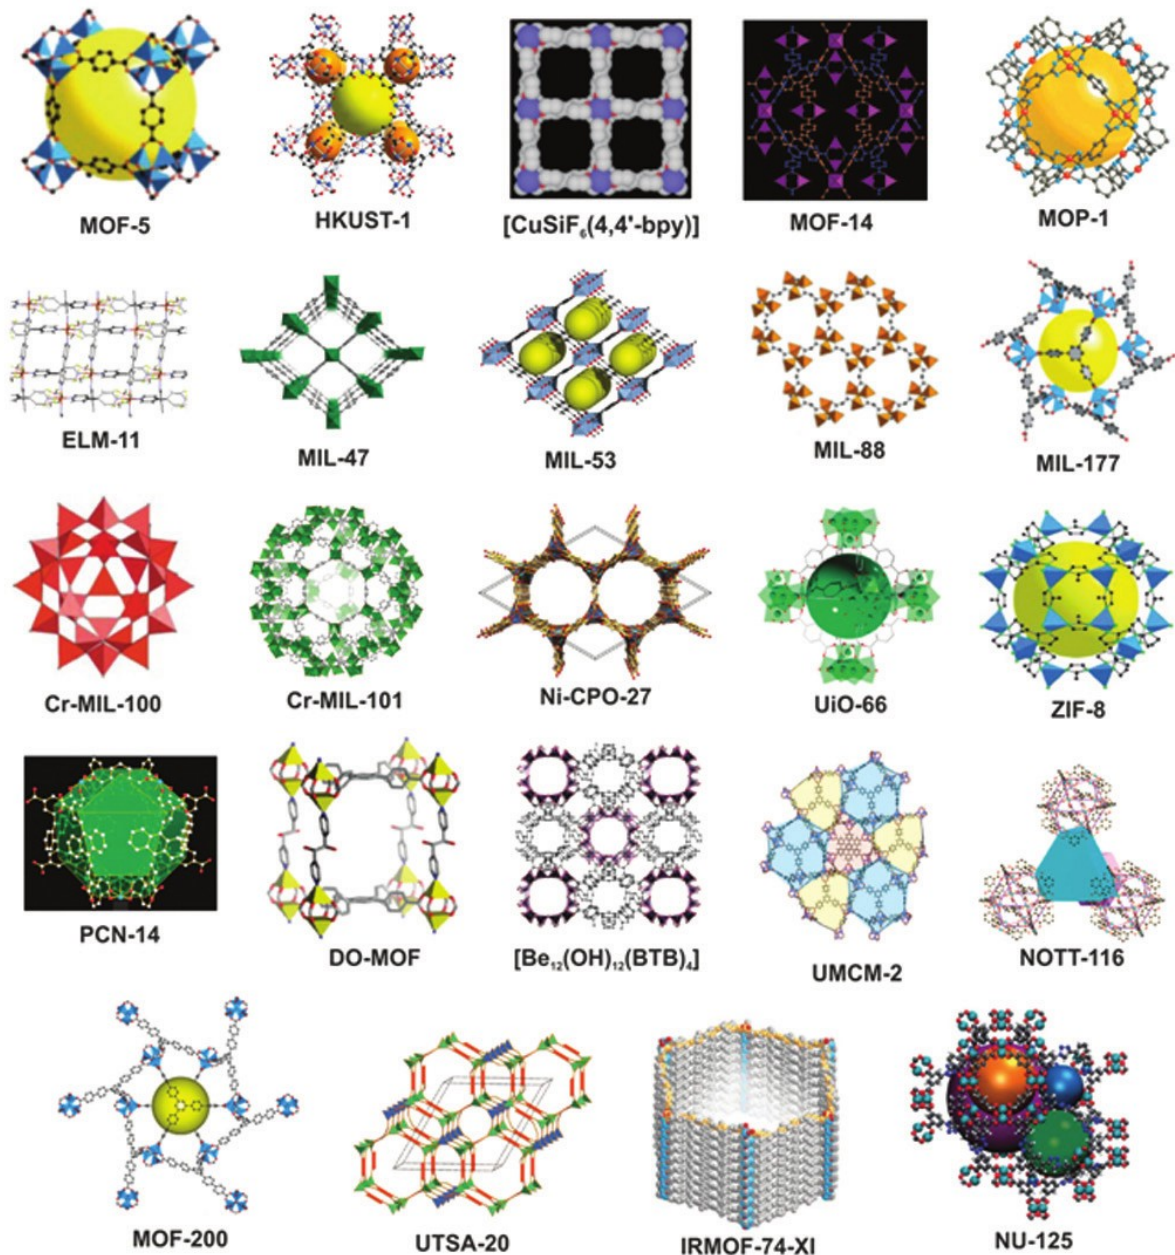 MOF-5
HKUST-1
[CuSiF₆(4,4'-bpy)]
MOF-14
MOP-1
ELM-11
MIL-47
MIL-53
MIL-88
MIL-177
Cr-MIL-100
Cr-MIL-101
Ni-CPO-27
UiO-66
ZIF-8
PCN-14
DO-MOF
[Be₁₂(OH)₁₂(BTB)₄]
UMCM-2
NOTT-116
MOF-200
UTSA-20
IRMOF-74-XI
NU-125